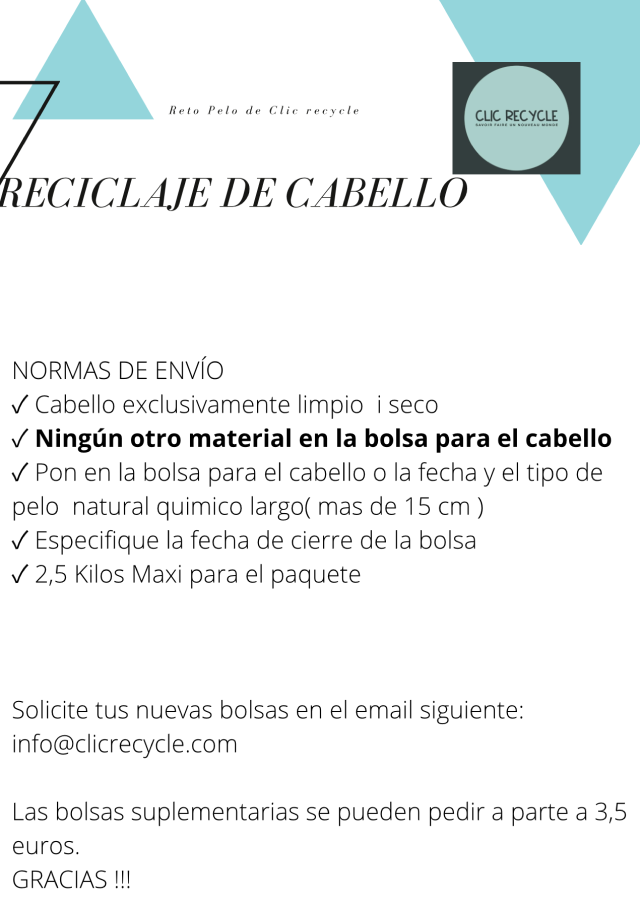 Reto Pelo de Clic recycle
CLIC RECYCLE
RECICLAJE DE CABELLO
NORMAS DE ENVÍO
✓ Cabello exclusivamente limpio i seco
✓ Ningún otro material en la bolsa para el cabello
✓ Pon en la bolsa para el cabello o la fecha y el tipo de
pelo natural quimico largo( mas de 15 cm )
✓ Especifique la fecha de cierre de la bolsa
✓ 2,5 Kilos Maxi para el paquete
Solicite tus nuevas bolsas en el email siguiente:
info@clicrecycle.com
Las bolsas suplementarias se pueden pedir a parte a 3,5
euros.
GRACIAS !!!